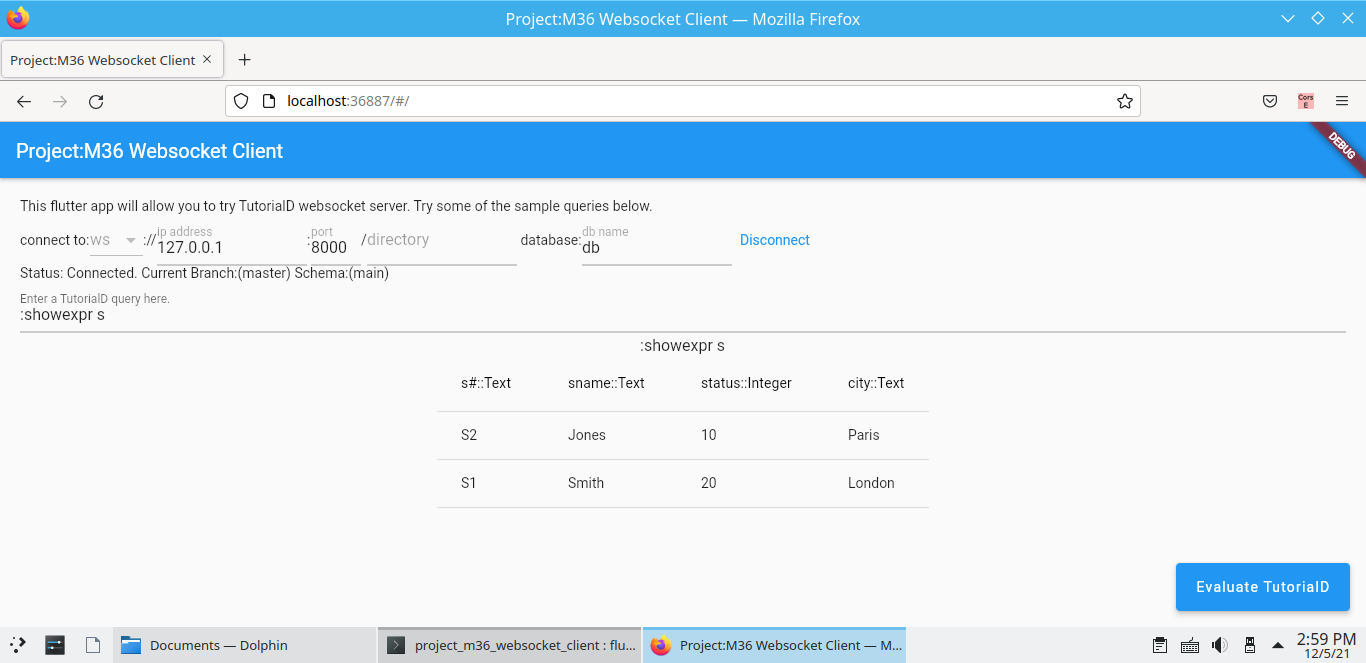 Project:M36 Websocket Client — Mozilla Firefox
Project:M36 Websocket Client
localhost:36887/#/
Cors E
Project:M36 Websocket Client
DEBUG
This flutter app will allow you to try TutorialD websocket server. Try some of the sample queries below.
ip address port db name
connect to:ws ://127.0.0.1 :8000 /directory database:db Disconnect
Status: Connected. Current Branch:(master) Schema:(main)
Enter a TutorialD query here.
:showexpr s
:showexpr s
s#::Text sname::Text status::Integer city::Text
S2 Jones 10 Paris
S1 Smith 20 London
Evaluate TutorialD
Documents — Dolphin project_m36_websocket_client : flu... Project:M36 Websocket Client — M... 2:59 PM
12/5/21